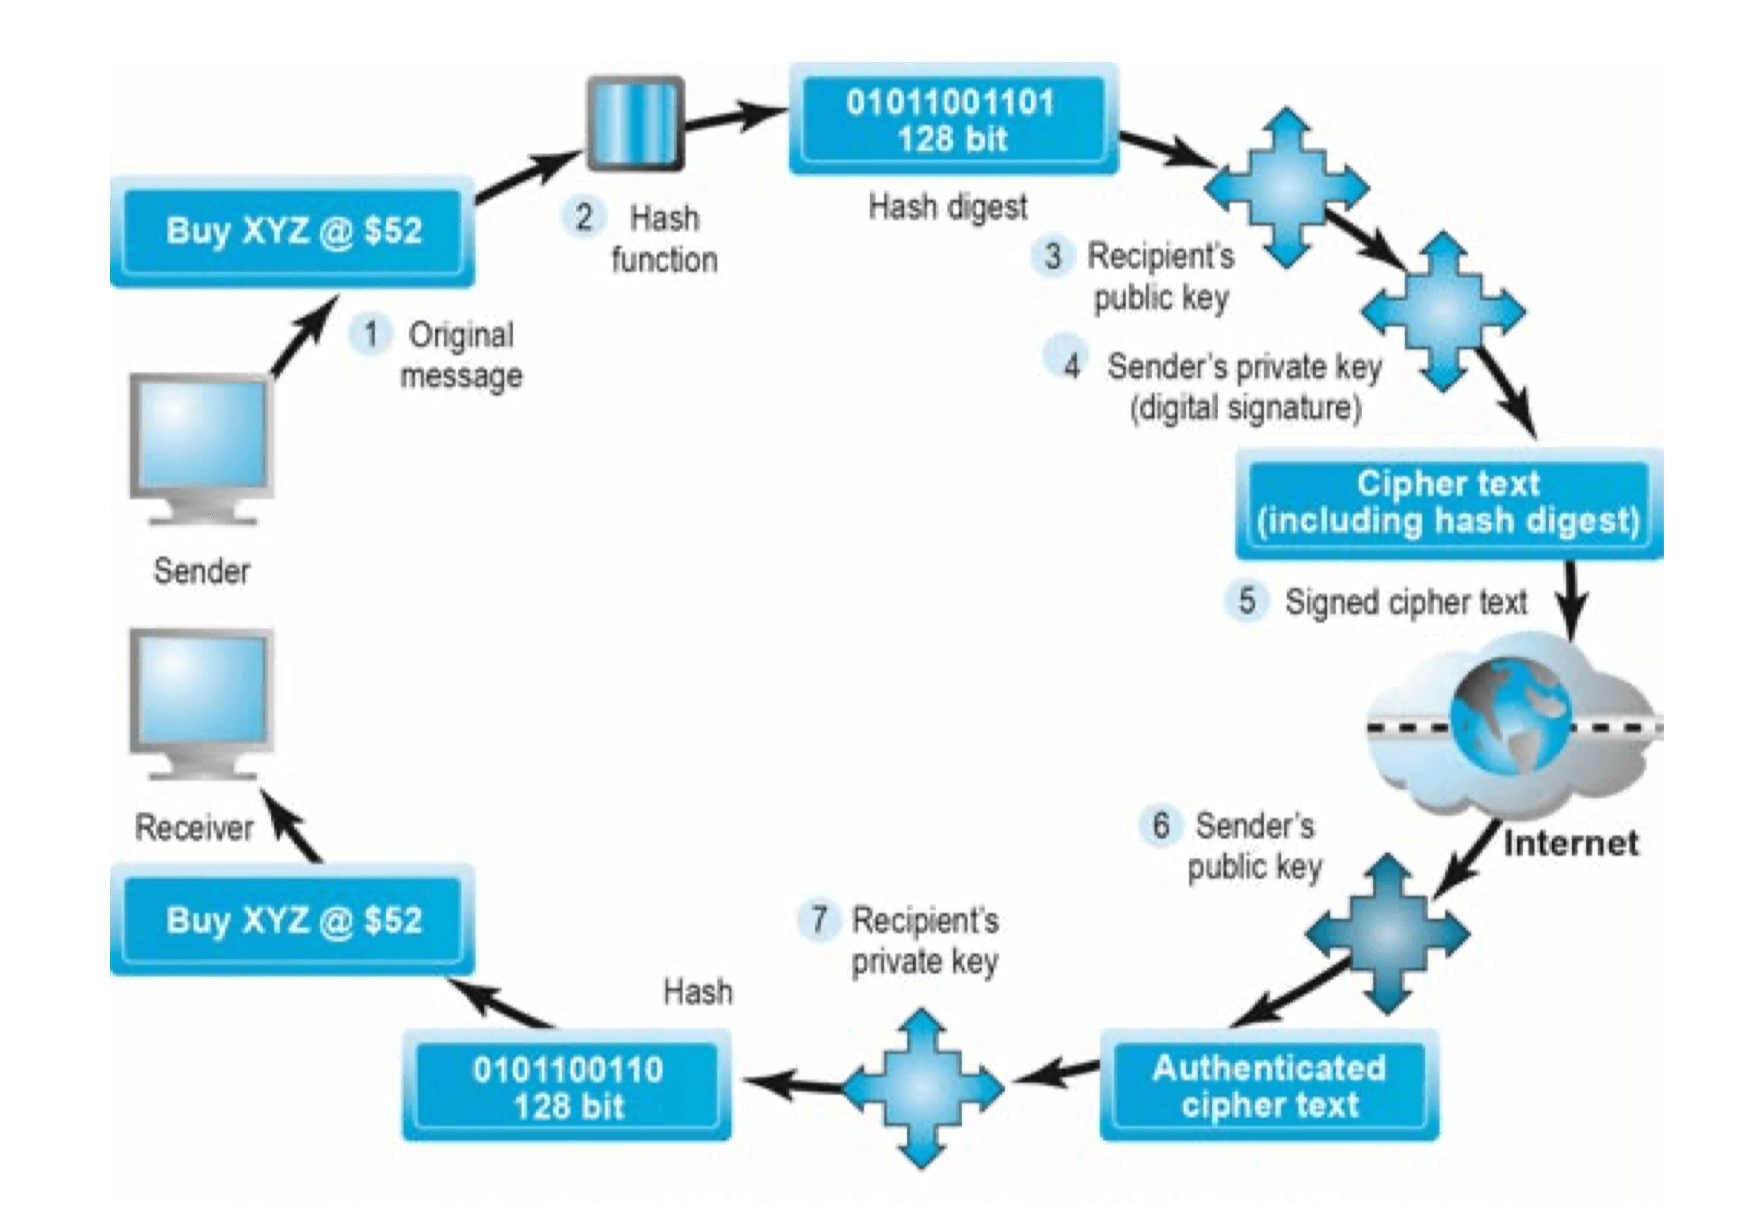 Buy XYZ @ $52
1 Original
message
Sender
2 Hash
function
01011001101
128 bit
Hash digest
3 Recipient's
public key
4 Sender's private key
(digital signature)
Cipher text
(including hash digest)
5 Signed cipher text
Internet
6 Sender's
public key
Authenticated
cipher text
7 Recipient's
private key
Hash
0101100110
128 bit
Buy XYZ @ $52
Receiver